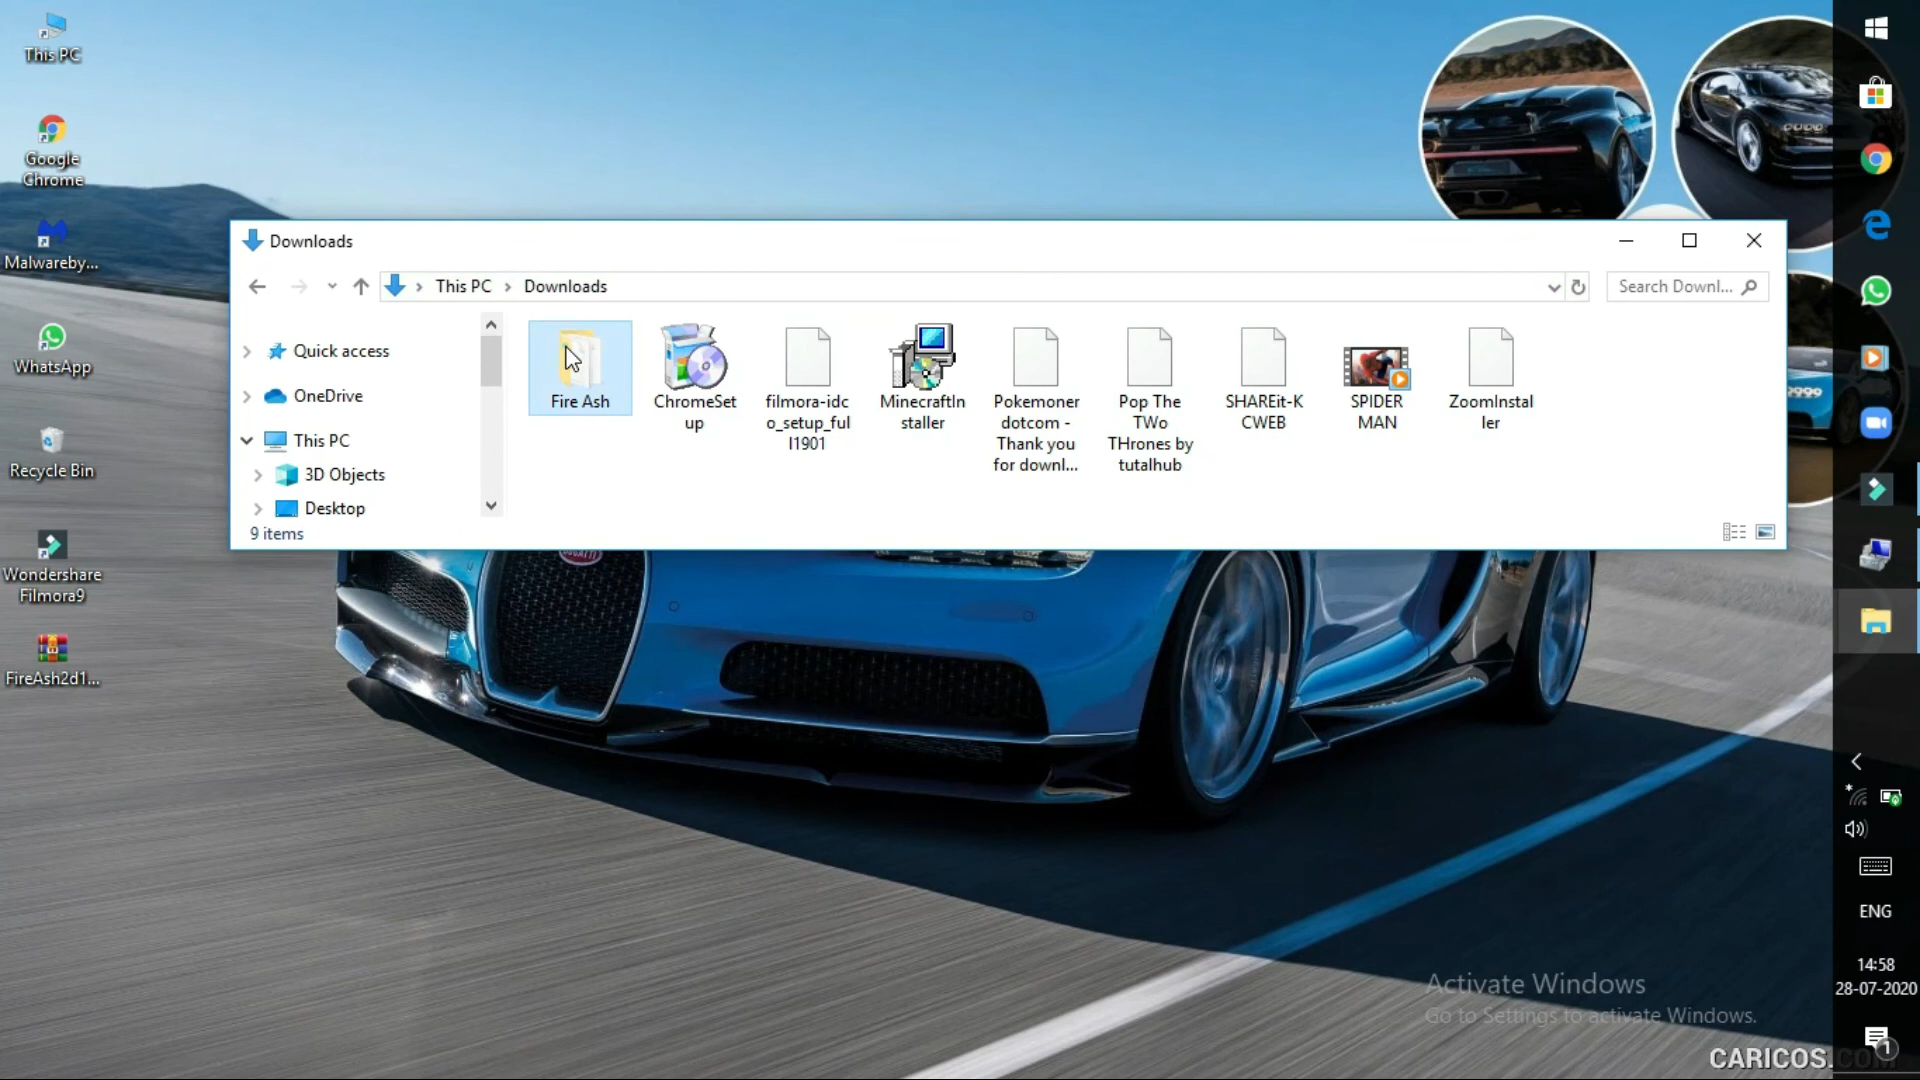 This PC
Google
Chrome
Malwareby...
WhatsApp
Recycle Bin
Wondershare
Filmora9
FireAsh2d1...
Downloads
This PC
Downloads
Search Downl...
Quick access
OneDrive
This PC
3D Objects
Desktop
9 items
Fire Ash
ChromeSet
up
filmora-idc
o_setup_ful
l1901
MinecraftIn
staller
Pokemoner
dotcom -
Thank you
for downl...
Pop The
TWo
THrones by
tutalhub
SHAREit-K
CWEB
SPIDER
MAN
ZoomInstal
ler
BUGATTI
Activate Windows
Go to Settings to activate Windows.
CARICOS.COM
ENG
14:58
28-07-2020
1